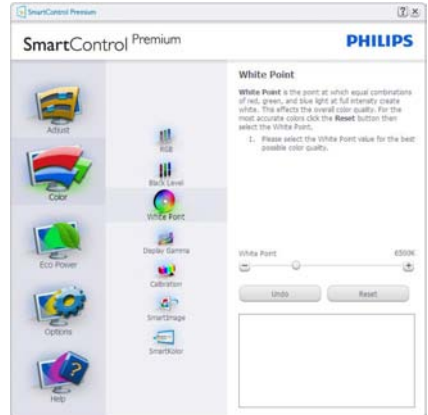 SmartControl Premium
SmartControl Premium
PHILIPS
Adjust
Color
Eco Power
Options
Help
RGB
Black Level
White Point
Display Gamma
Calibration
SmartImage
SmartKolor
White Point
White Point is the point at which equal combinations
of red, green, and blue light at full intensity create
white. This effects the overall color quality. For the
most accurate colors click the Reset button then
select the White Point.
1. Please select the White Point value for the best
possible color quality.
White Point 6500K
Undo
Reset